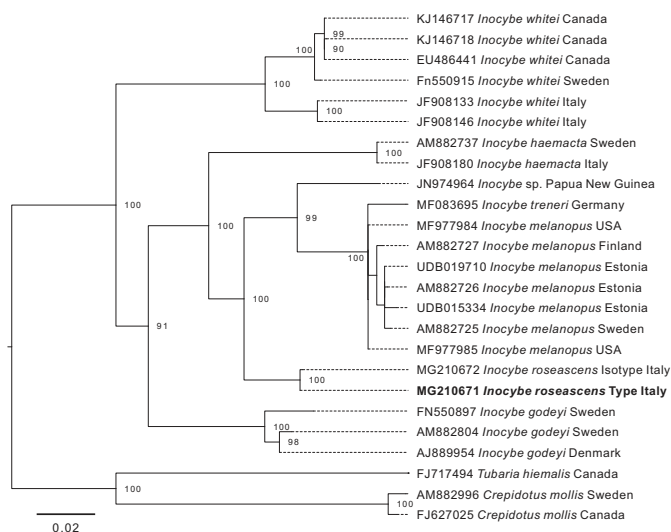 KJ146717 Inocybe whitei Canada
99
KJ146718 Inocybe whitei Canada
100
90
EU486441 Inocybe whitei Canada
Fn550915 Inocybe whitei Sweden
100
JF908133 Inocybe whitei Italy
100
JF908146 Inocybe whitei Italy
AM882737 Inocybe haemacta Sweden
100
JF908180 Inocybe haemacta Italy
JN974964 Inocybe sp. Papua New Guinea
100
MF083695 Inocybe treneri Germany
99
100
MF977984 Inocybe melanopus USA
AM882727 Inocybe melanopus Finland
100
UDB019710 Inocybe melanopus Estonia
AM882726 Inocybe melanopus Estonia
100
UDB015334 Inocybe melanopus Estonia
91
AM882725 Inocybe melanopus Sweden
MF977985 Inocybe melanopus USA
MG210672 Inocybe roseascens Isotype Italy
100
MG210671 Inocybe roseascens Type Italy
FN550897 Inocybe godeyi Sweden
100
AM882804 Inocybe godeyi Sweden
98
AJ889954 Inocybe godeyi Denmark
FJ717494 Tubaria hiemalis Canada
100
AM882996 Crepidotus mollis Sweden
100
FJ627025 Crepidotus mollis Canada
0.02